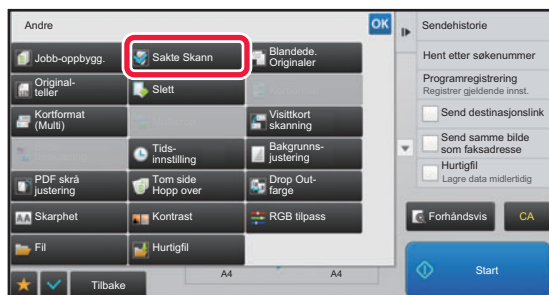 Andre
OK
Jobb-oppbygg.
Sakte Skann
Blandede.
Originaler
Original-
teller
Slett
Kortformat
(Multi)
Visittkort
skanning
Tids-
innstilling
Bakgrunns-
justering
PDF skrå
justering
Tom side
Hopp over
Drop Out-
farge
AA Skarphet
Kontrast
RGB tilpass
Fil
Hurtigfil
Tilbake
A4
A4
Sendehistorie
Hent etter søkenummer
Programregistrering
Registrer gjeldende innst.
Send destinasjonslink
Send samme bilde
som faksadresse
Hurtigfil
Lagre data midlertidig
Forhåndsvis
CA
Start